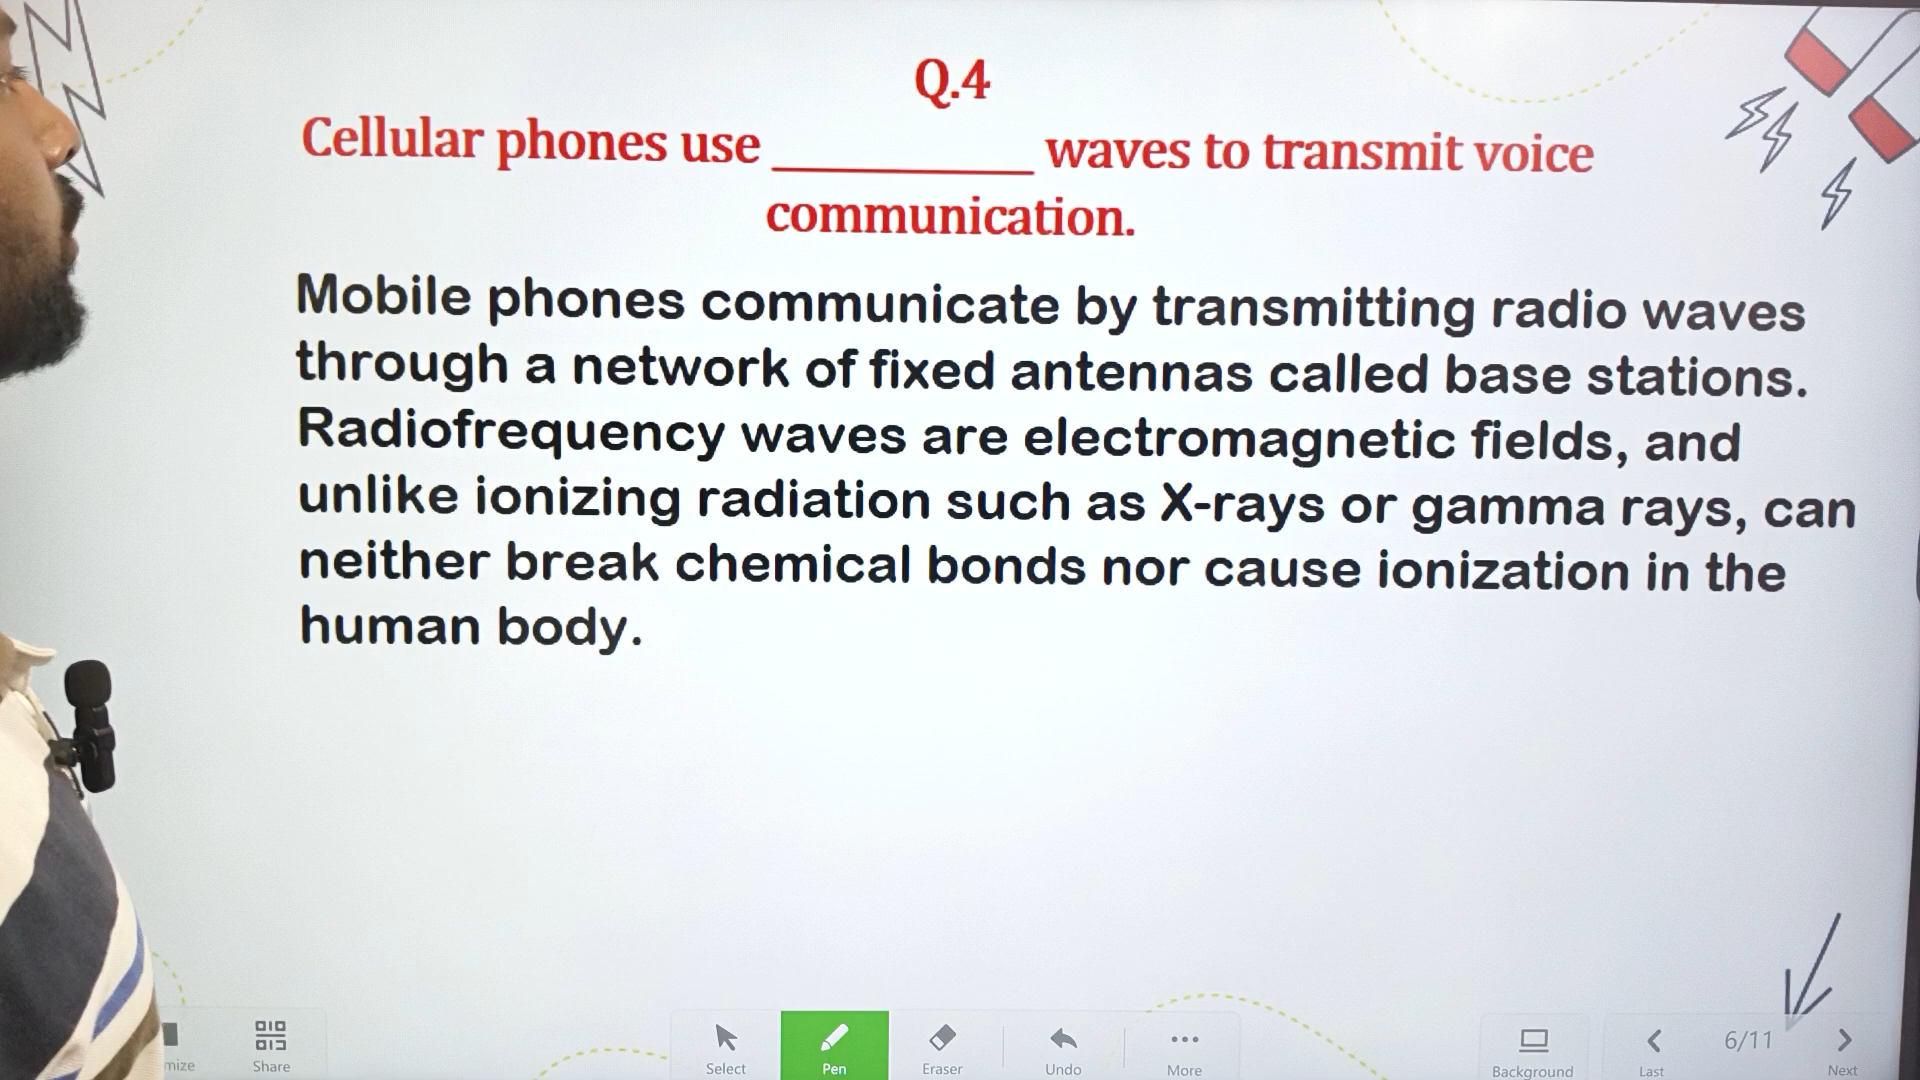 Q.4
Cellular phones use __________ waves to transmit voice
communication.
Mobile phones communicate by transmitting radio waves
through a network of fixed antennas called base stations.
Radiofrequency waves are electromagnetic fields, and
unlike ionizing radiation such as X-rays or gamma rays, can
neither break chemical bonds nor cause ionization in the
human body.
mize Share Select Pen Eraser Undo More Background Last 6/11 Next